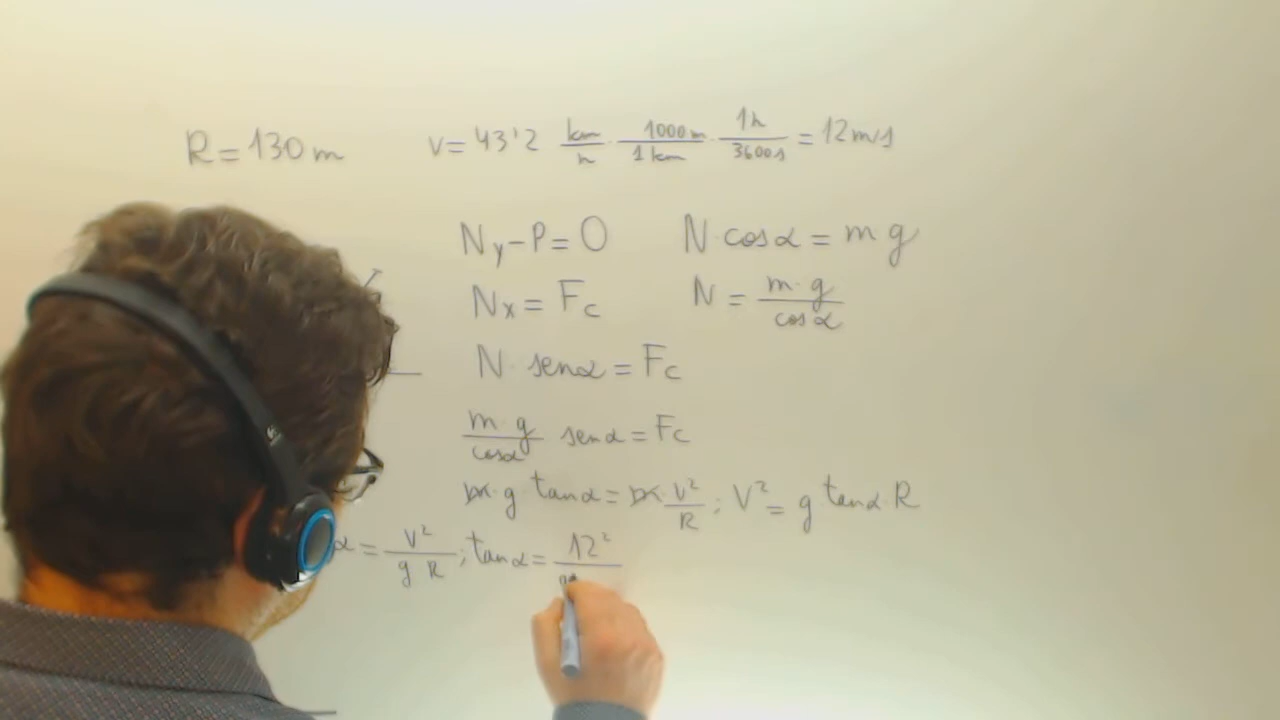 R = 130 m
v = 43'2 km/h · 1000 m/1 km · 1h/3600 s = 12 m/s
Ny - P = 0
N cos α = m g
Nx = Fc
N = m · g/cos α
N · sen α = Fc
m · g/cos α sen α = Fc
m · g tan α = m · v²/R ; V² = g tan α R
α = V²/g R ; tan α = 12²/